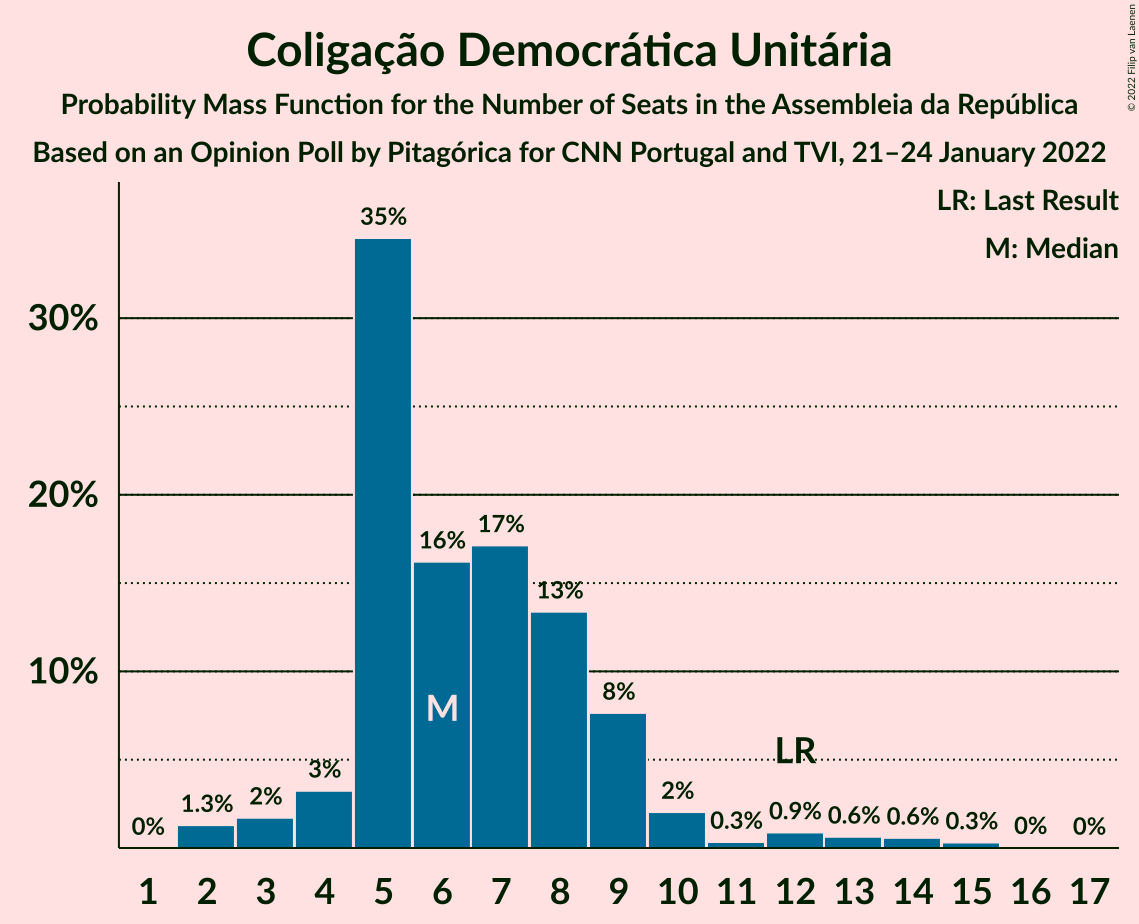 Coligação Democrática Unitária
Probability Mass Function for the Number of Seats in the Assembleia da República
Based on an Opinion Poll by Pitagórica for CNN Portugal and TVI, 21–24 January 2022
© 2022 Filip van Laenen
LR: Last Result
M: Median
35%
30%
20%
17%
16%
13%
10%
8%
M
LR
3%
2%
1.3%
2%
0.9%
0.6%
0.6%
0.3%
0.3%
0%
0%
0%
1 2 3 4 5 6 7 8 9 10 11 12 13 14 15 16 17